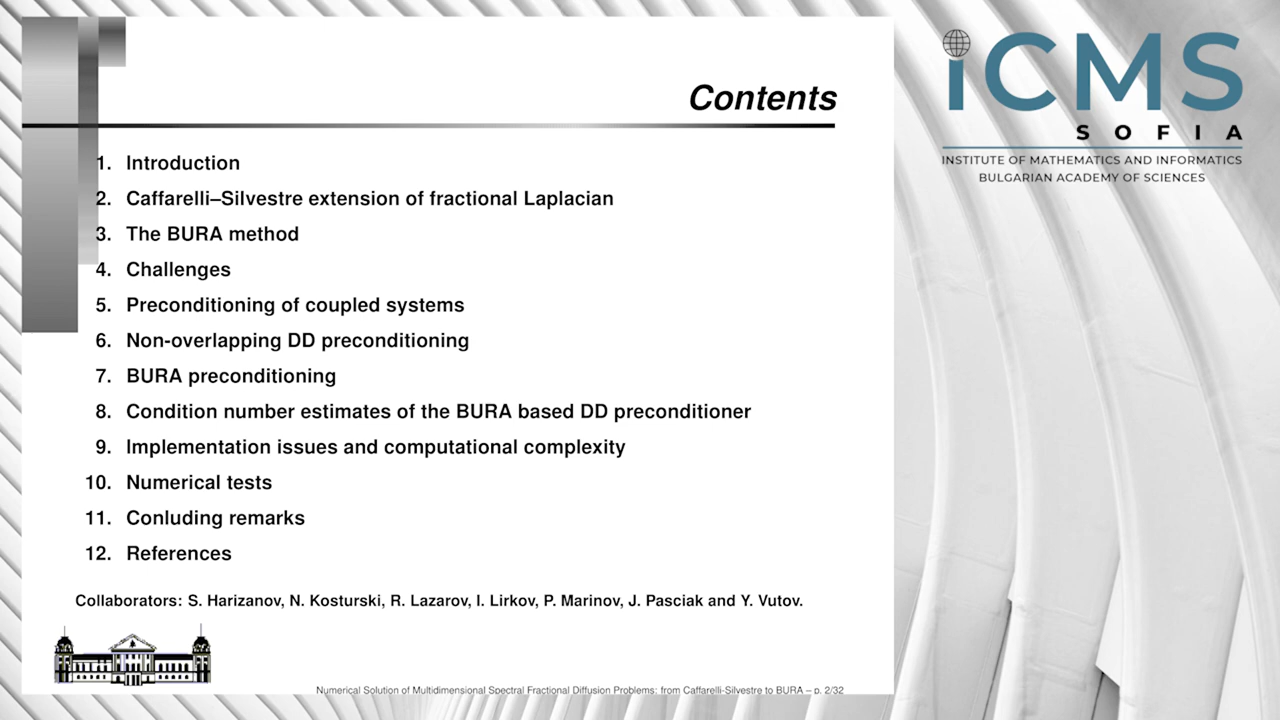 Contents
1. Introduction
2. Caffarelli–Silvestre extension of fractional Laplacian
3. The BURA method
4. Challenges
5. Preconditioning of coupled systems
6. Non-overlapping DD preconditioning
7. BURA preconditioning
8. Condition number estimates of the BURA based DD preconditioner
9. Implementation issues and computational complexity
10. Numerical tests
11. Conluding remarks
12. References
Collaborators: S. Harizanov, N. Kosturski, R. Lazarov, I. Lirkov, P. Marinov, J. Pasciak and Y. Vutov.
Numerical Solution of Multidimensional Spectral Fractional Diffusion Problems: from Caffarelli-Silvestre to BURA – p. 2/32
iCMS
SOFIA
INSTITUTE OF MATHEMATICS AND INFORMATICS
BULGARIAN ACADEMY OF SCIENCES